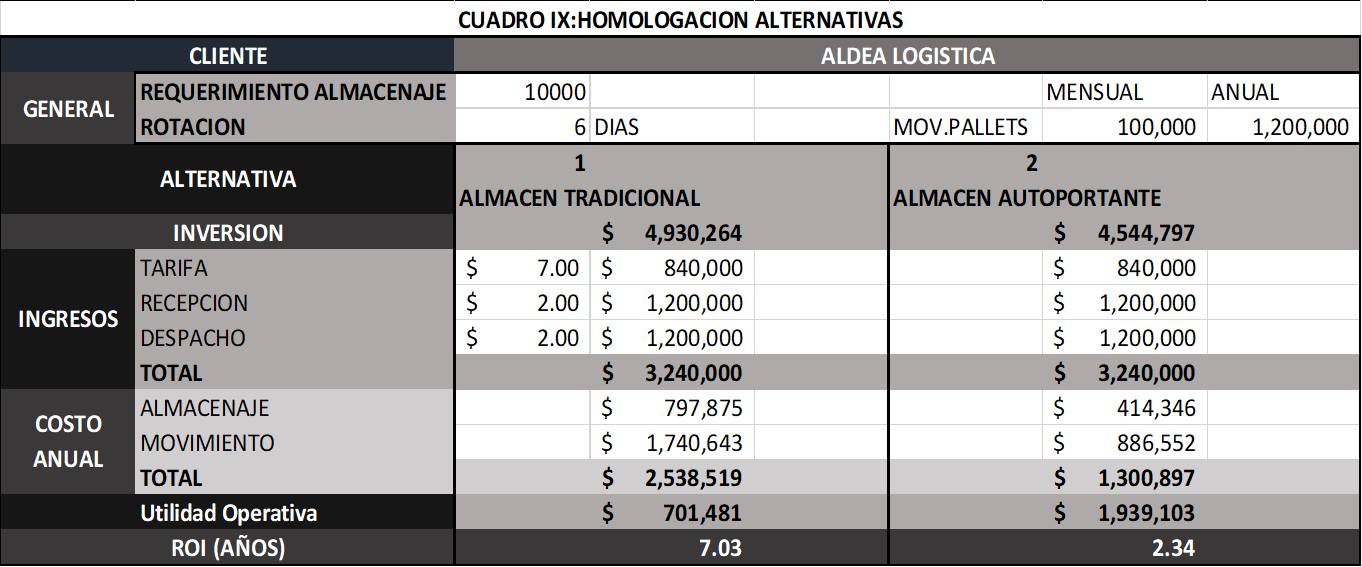 CUADRO IX:HOMOLOGACION ALTERNATIVAS
CLIENTE ALDEA LOGISTICA
GENERAL
REQUERIMIENTO ALMACENAJE 10000 MENSUAL ANUAL
ROTACION 6 DIAS MOV.PALLETS 100,000 1,200,000
ALTERNATIVA
1 2
ALMACEN TRADICIONAL ALMACEN AUTOPORTANTE
INVERSION $ 4,930,264 $ 4,544,797
INGRESOS
TARIFA $ 7.00 $ 840,000 $ 840,000
RECEPCION $ 2.00 $ 1,200,000 $ 1,200,000
DESPACHO $ 2.00 $ 1,200,000 $ 1,200,000
TOTAL $ 3,240,000 $ 3,240,000
COSTO
ANUAL
ALMACENAJE $ 797,875 $ 414,346
MOVIMIENTO $ 1,740,643 $ 886,552
TOTAL $ 2,538,519 $ 1,300,897
Utilidad Operativa $ 701,481 $ 1,939,103
ROI (AÑOS) 7.03 2.34